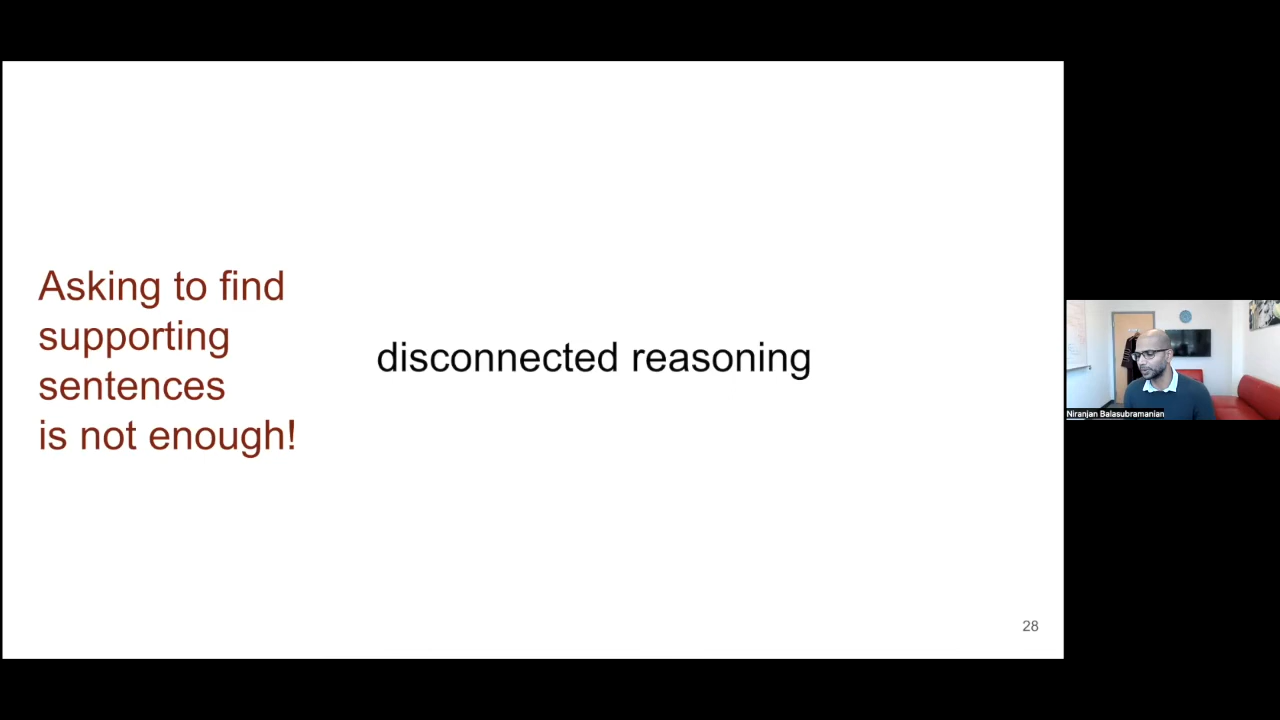 Asking to find
supporting
sentences
is not enough!
disconnected reasoning
28
Niranjan Balasubramanian